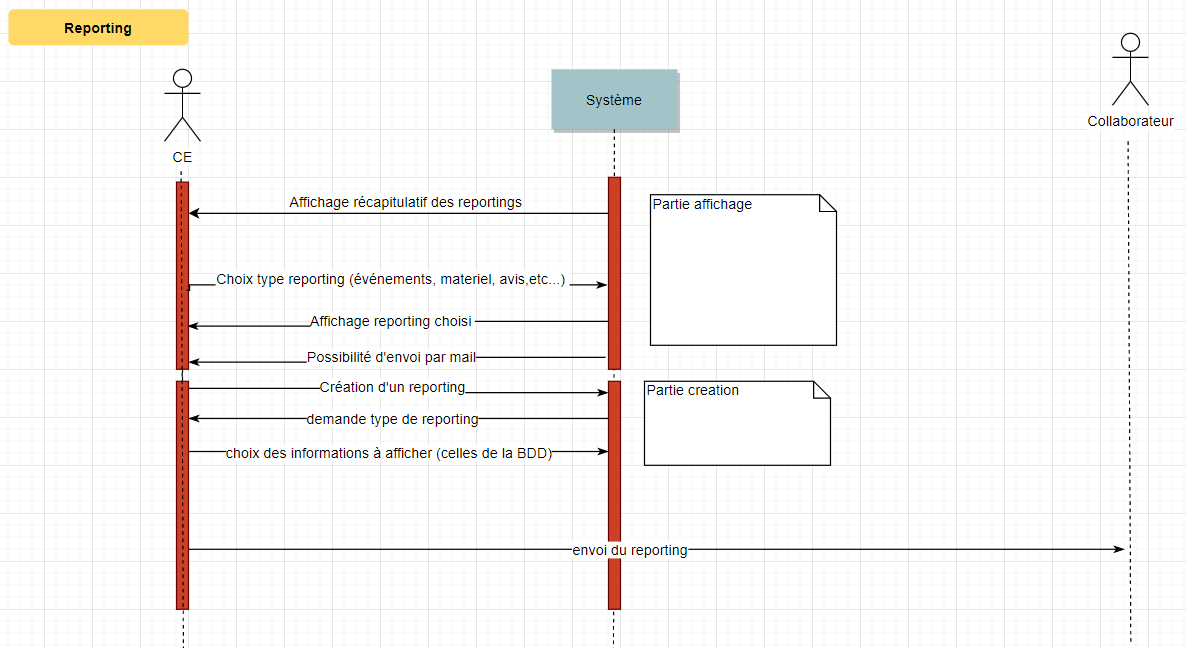 Reporting
CE
Système
Collaborateur
Affichage récapitulatif des reportings
Partie affichage
Choix type reporting (événements, materiel, avis,etc...)
Affichage reporting choisi
Possibilité d'envoi par mail
Création d'un reporting
Partie creation
demande type de reporting
choix des informations à afficher (celles de la BDD)
envoi du reporting